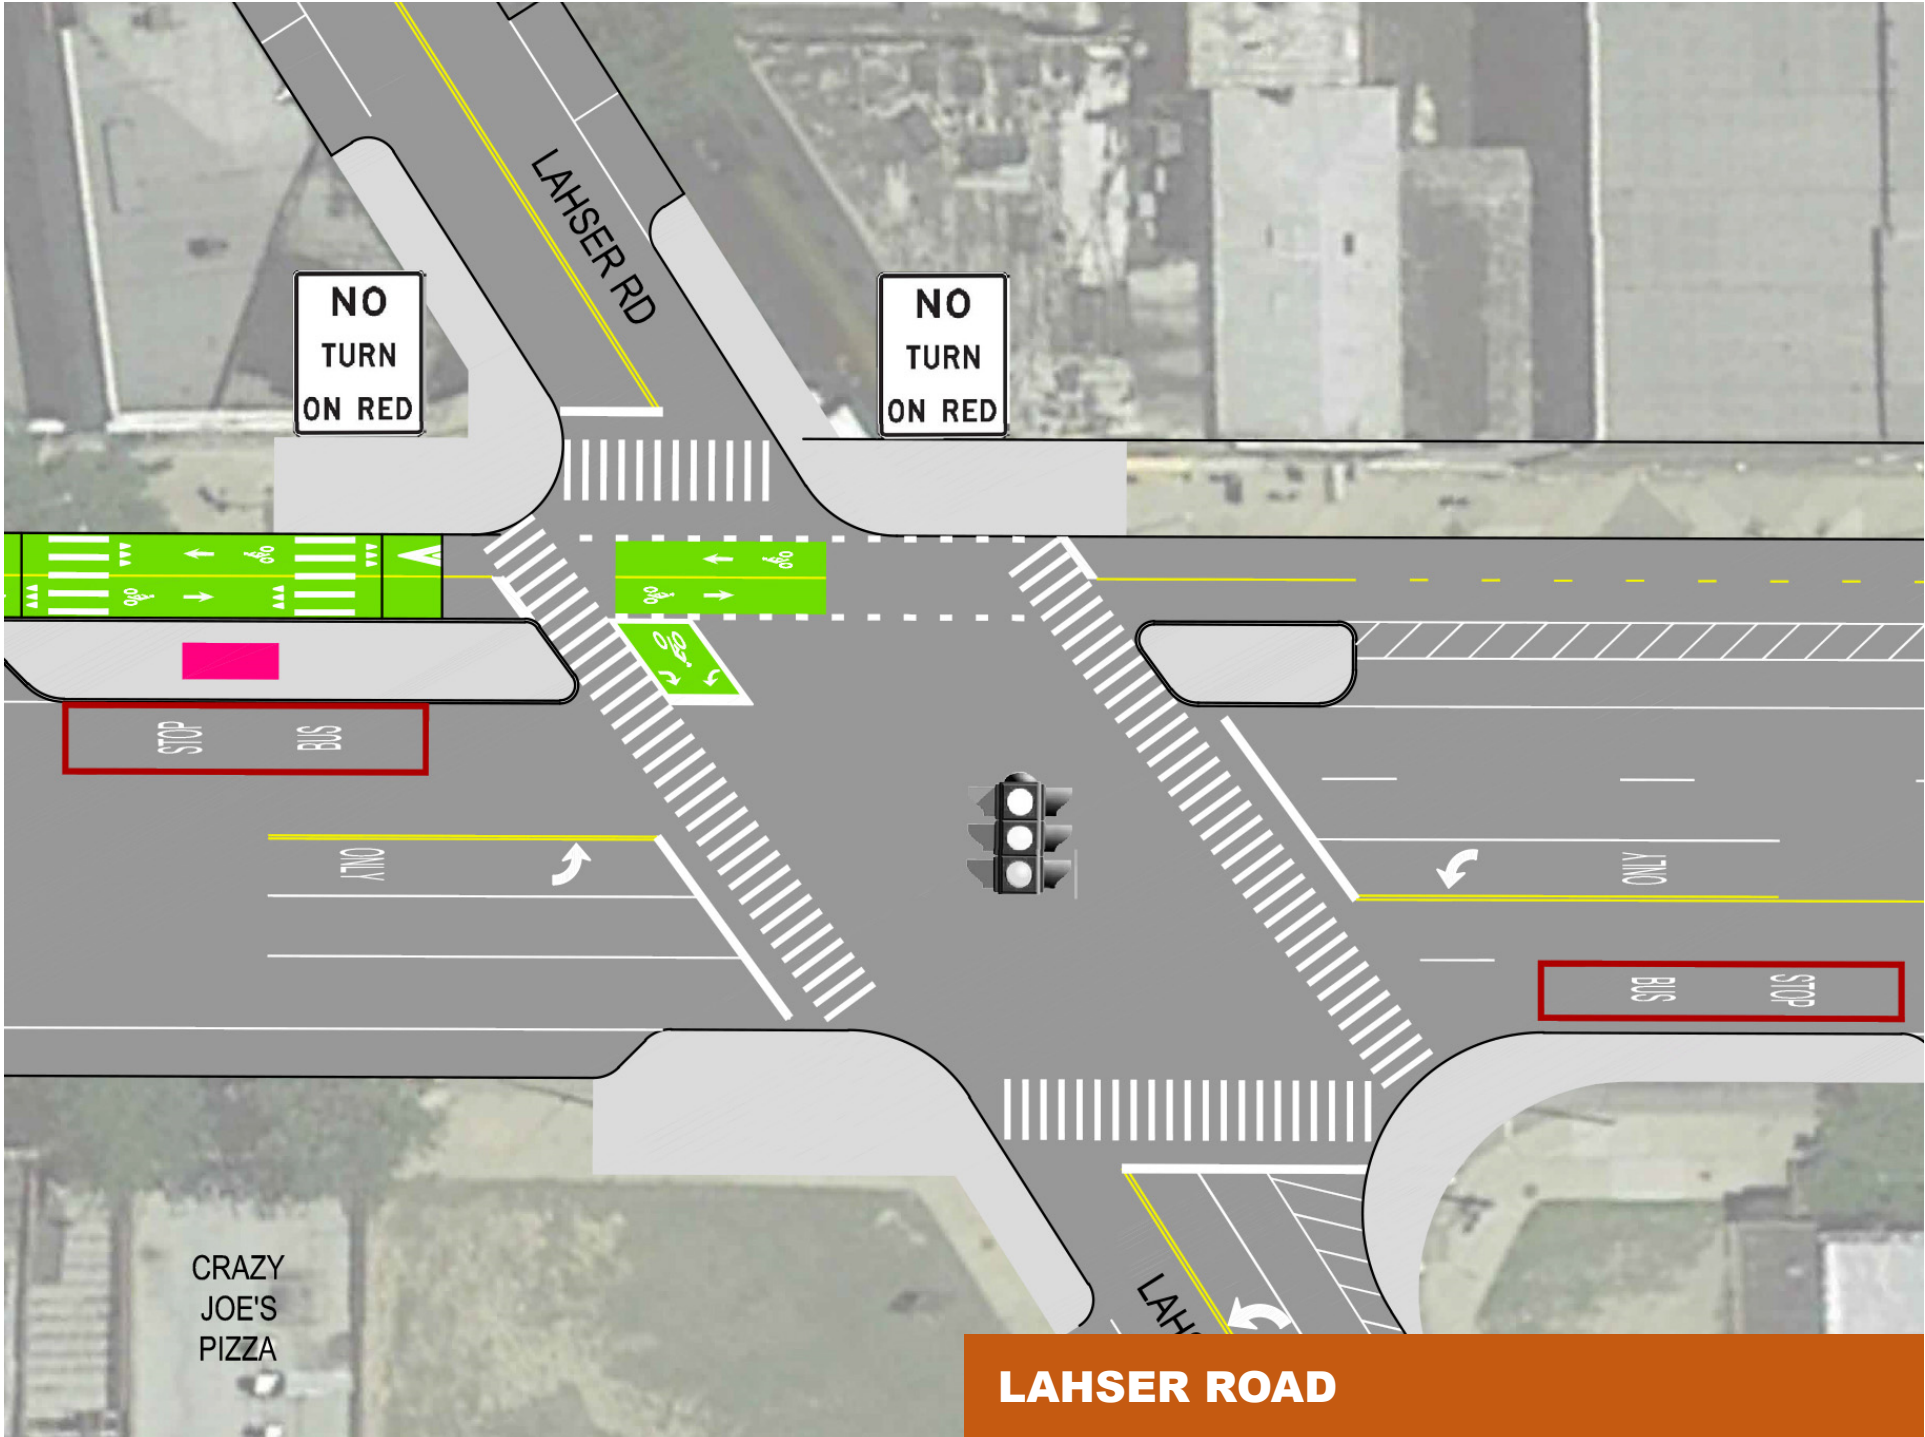 LAHSER RD
NO
TURN
ON RED
NO
TURN
ON RED
STOP
BUS
ONLY
ONLY
BUS
STOP
CRAZY
JOE'S
PIZZA
LAHS
LAHSER ROAD